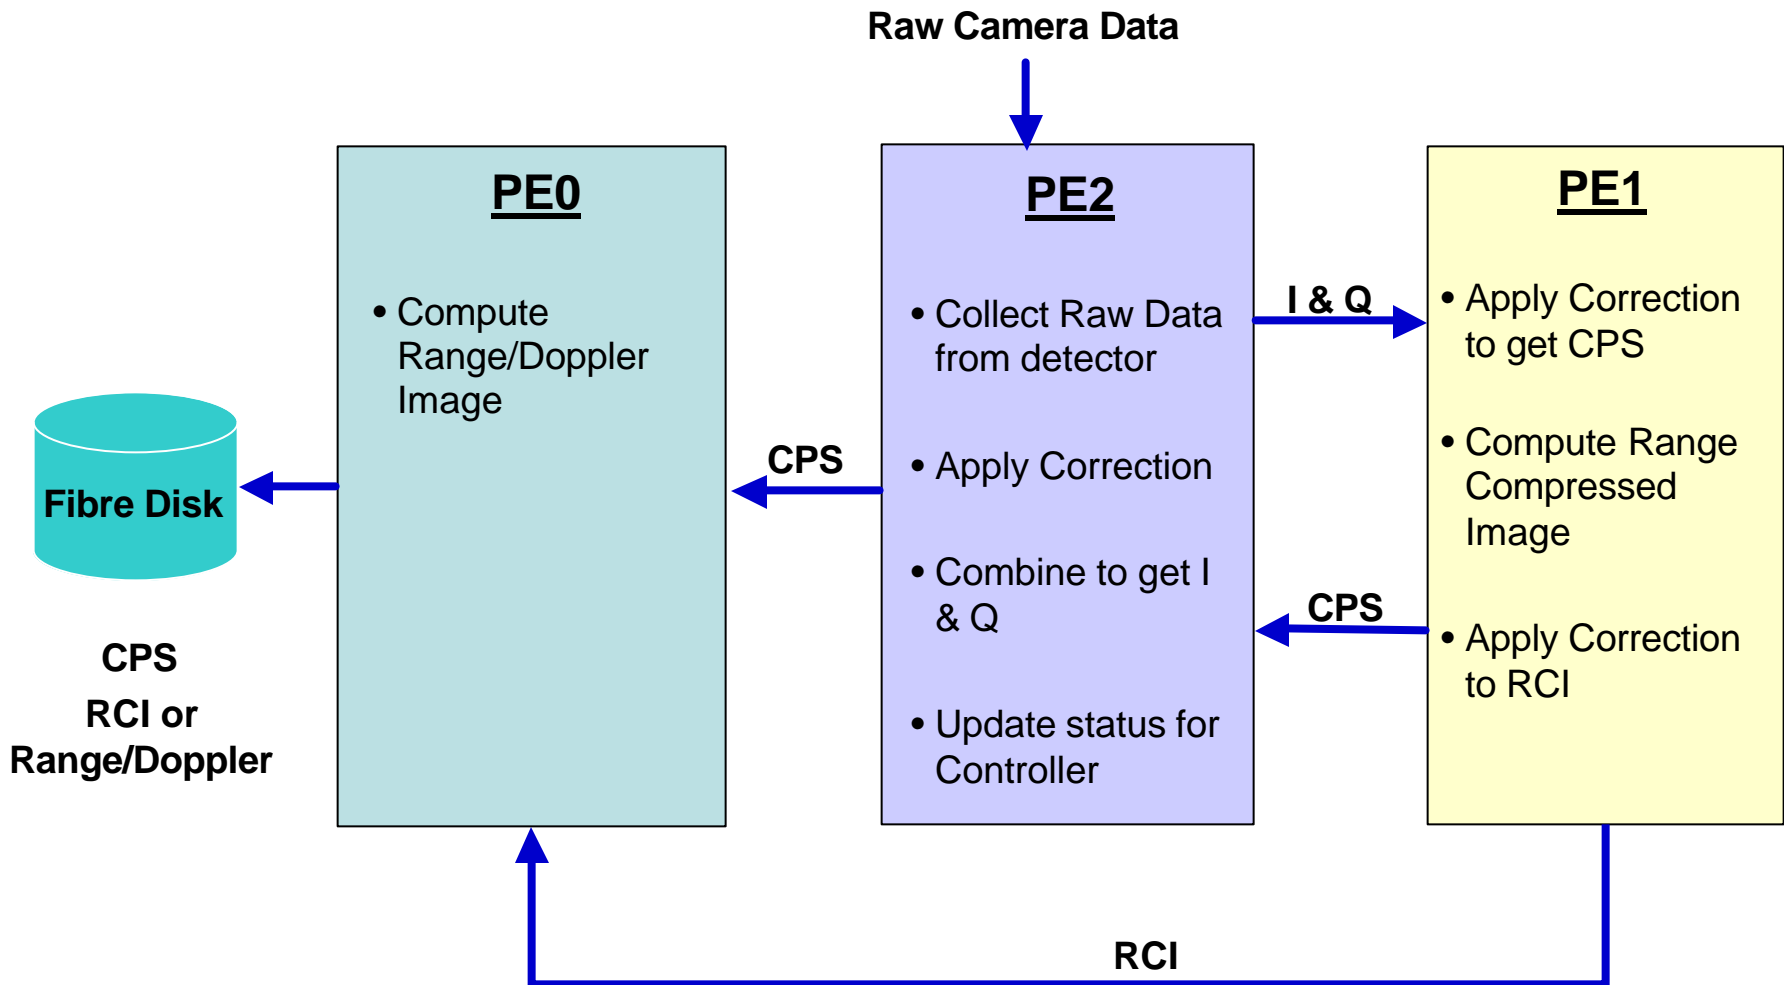 Raw Camera Data
PE0
• Compute
Range/Doppler
Image
PE2
• Collect Raw Data
from detector
• Apply Correction
• Combine to get I
& Q
• Update status for
Controller
PE1
• Apply Correction
to get CPS
• Compute Range
Compressed
Image
• Apply Correction
to RCI
I & Q
CPS
CPS
Fibre Disk
CPS
RCI or
Range/Doppler
RCI